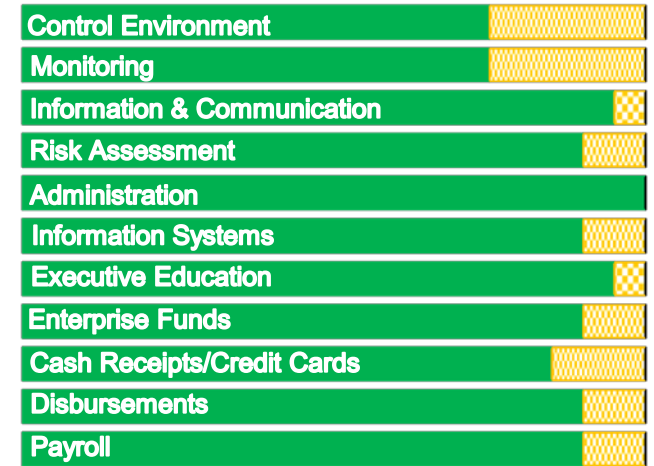 Control Environment
Monitoring
Information & Communication
Risk Assessment
Administration
Information Systems
Executive Education
Enterprise Funds
Cash Receipts/Credit Cards
Disbursements
Payroll